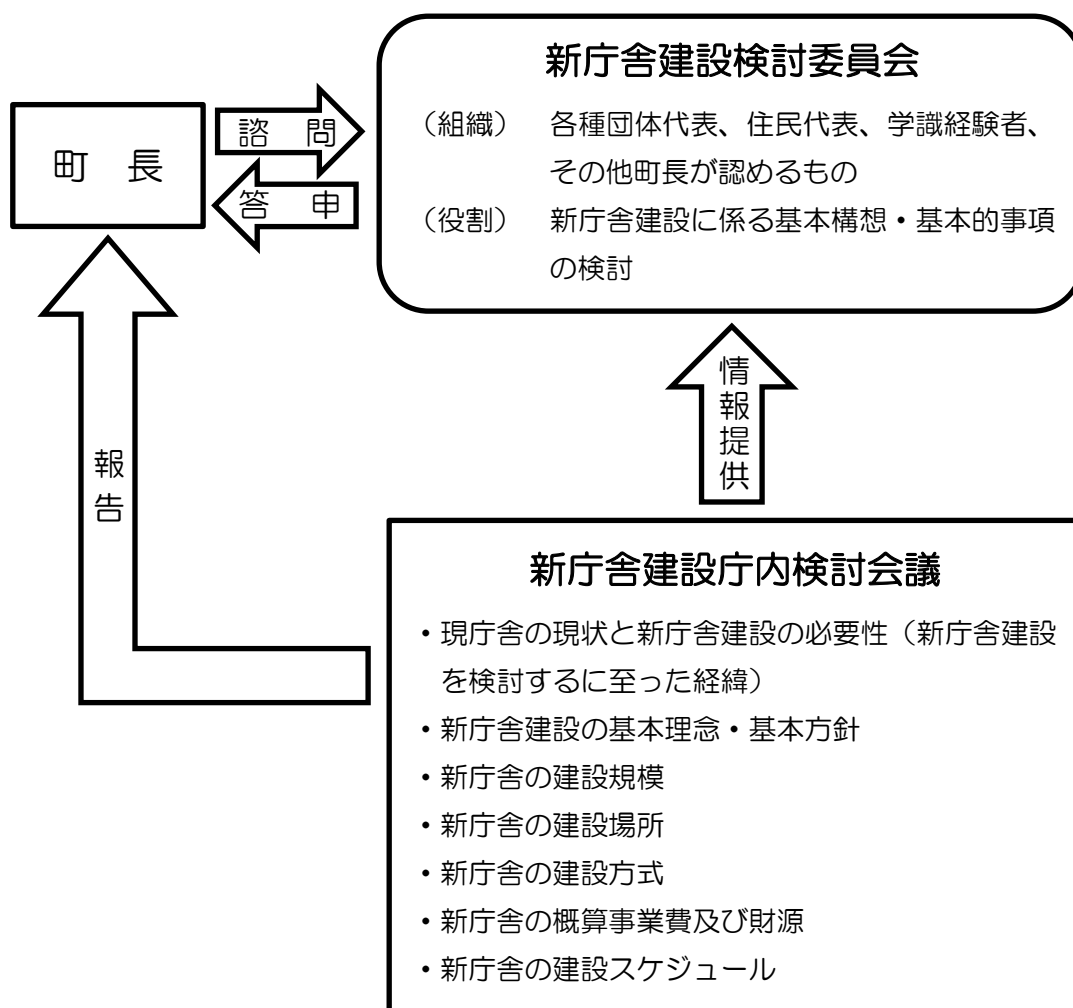 新庁舎建設検討委員会
（組織）　各種団体代表、住民代表、学識経験者、
その他町長が認めるもの
（役割）　新庁舎建設に係る基本構想・基本的事項
の検討
町　長
諮　問
答　申
情報提供
報告
新庁舎建設庁内検討会議
・現庁舎の現状と新庁舎建設の必要性（新庁舎建設
を検討するに至った経緯）
・新庁舎建設の基本理念・基本方針
・新庁舎の建設規模
・新庁舎の建設場所
・新庁舎の建設方式
・新庁舎の概算事業費及び財源
・新庁舎の建設スケジュール